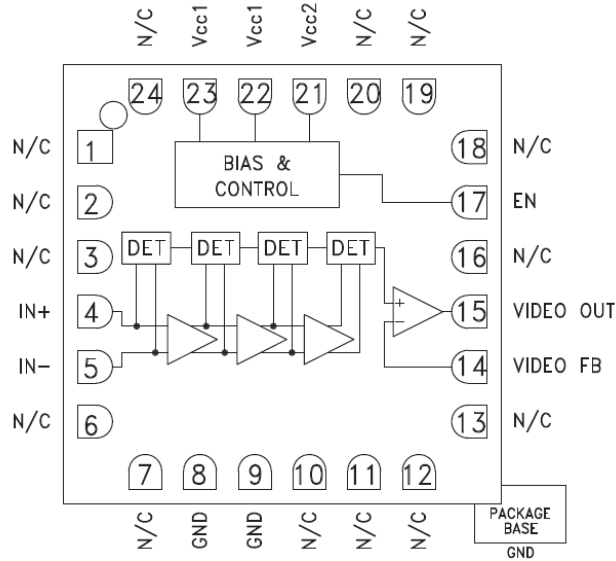 N/C
Vcc1
Vcc1
Vcc2
N/C
N/C
24
23
22
21
20
19
N/C
1
BIAS &
CONTROL
18
N/C
N/C
2
17
EN
N/C
3
DET
DET
DET
DET
16
N/C
IN+
4
+
−
15
VIDEO OUT
IN−
5
14
VIDEO FB
N/C
6
13
N/C
7
8
9
10
11
12
N/C
GND
GND
N/C
N/C
N/C
PACKAGE
BASE
GND